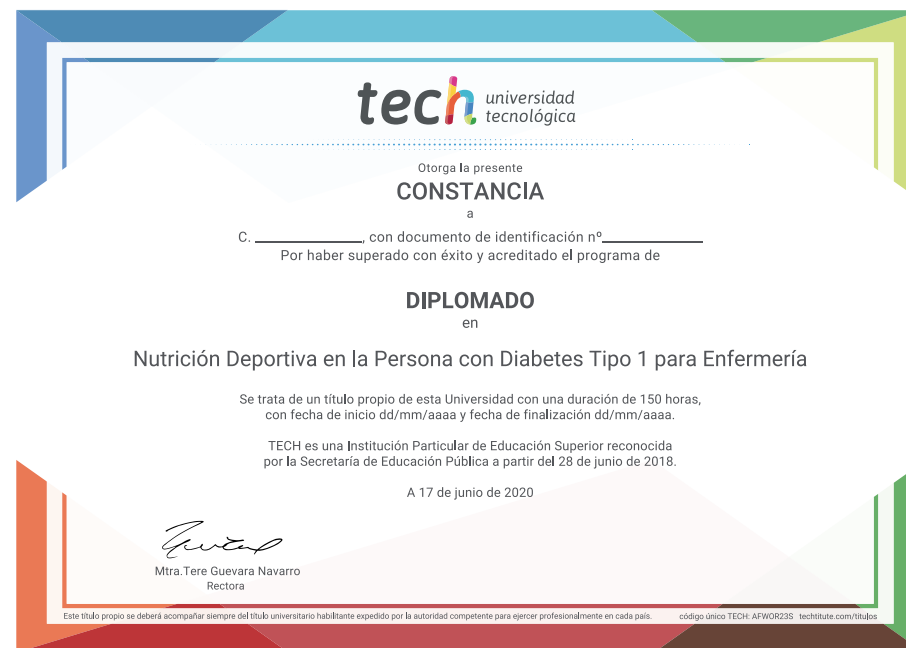 tech universidad
tecnológica
Otorga la presente
CONSTANCIA
a
C. ____________, con documento de identificación nº____________
Por haber superado con éxito y acreditado el programa de
DIPLOMADO
en
Nutrición Deportiva en la Persona con Diabetes Tipo 1 para Enfermería
Se trata de un título propio de esta Universidad con una duración de 150 horas,
con fecha de inicio dd/mm/aaaa y fecha de finalización dd/mm/aaaa.
TECH es una Institución Particular de Educación Superior reconocida
por la Secretaría de Educación Pública a partir del 28 de junio de 2018.
A 17 de junio de 2020
Mtra.Tere Guevara Navarro
Rectora
Este título propio se deberá acompañar siempre del título universitario habilitante expedido por la autoridad competente para ejercer profesionalmente en cada país. código único TECH: AFWOR23S techtitute.com/títulos